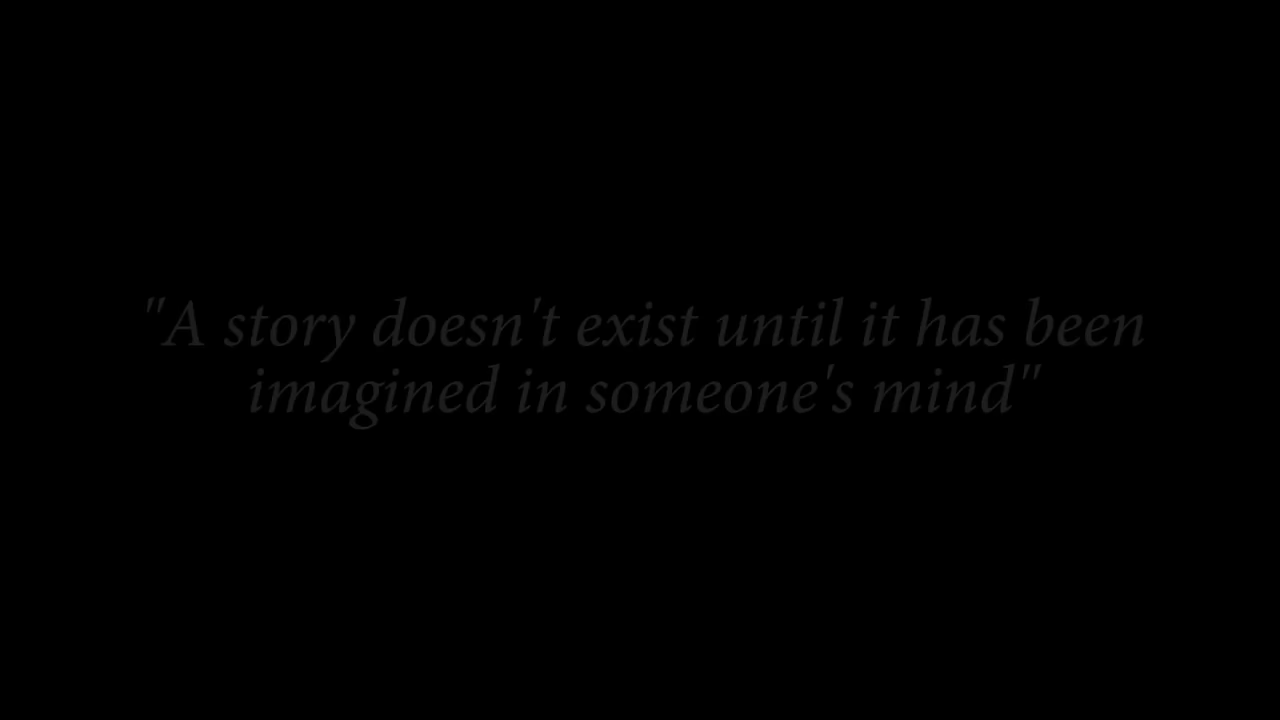 "A story doesn't exist until it has been
imagined in someone's mind"